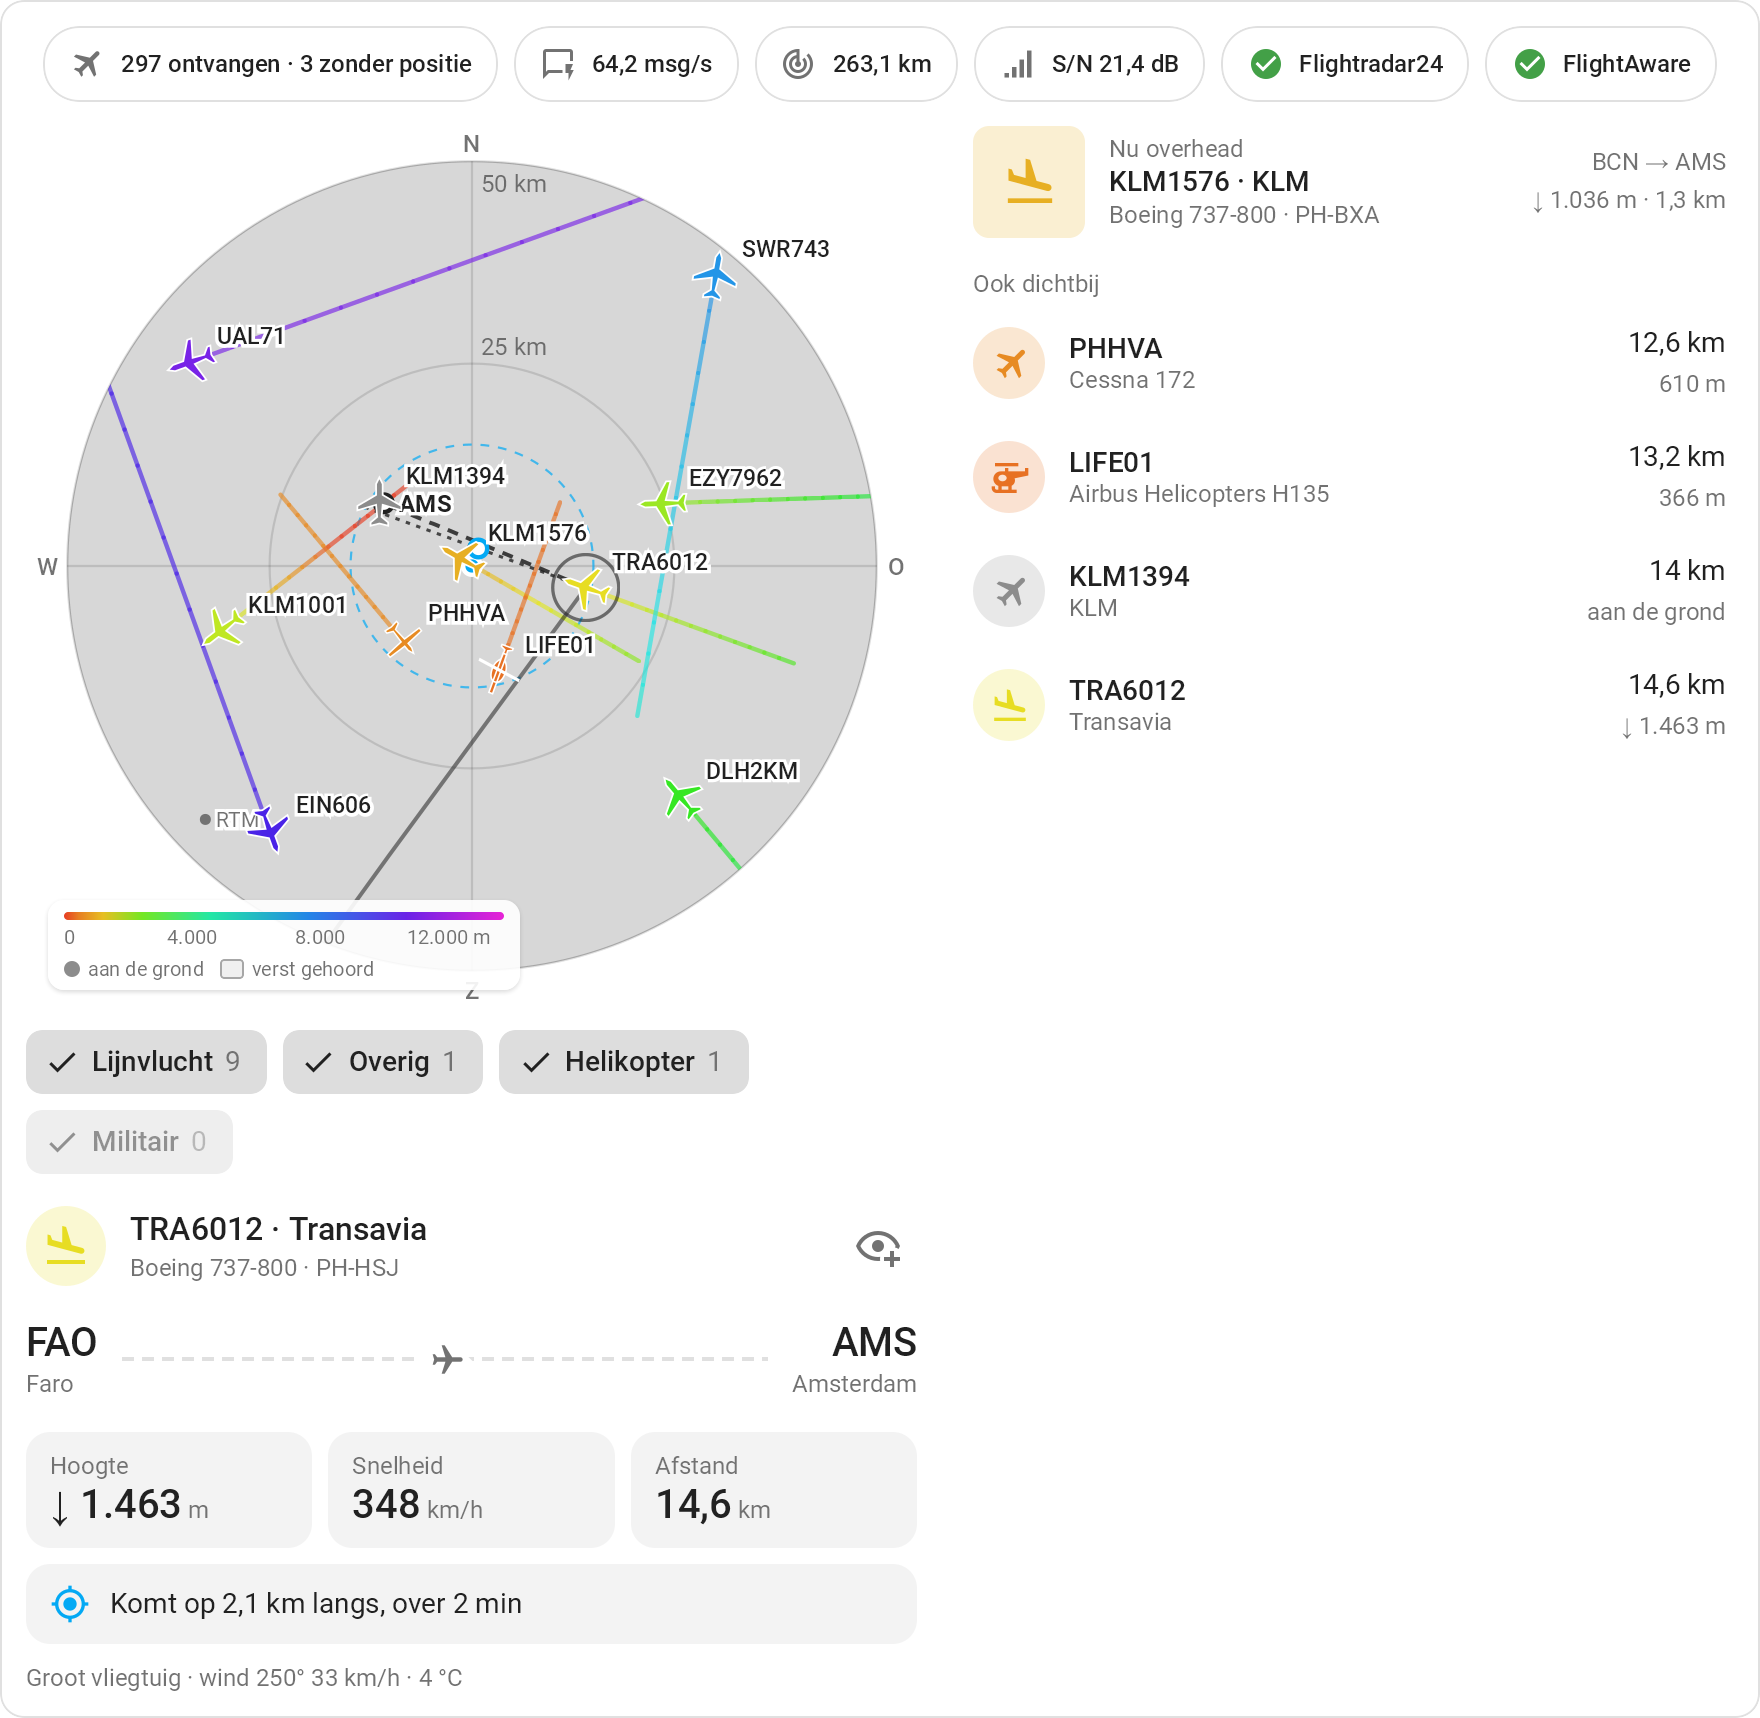 297 ontvangen · 3 zonder positie
64,2 msg/s
263,1 km
S/N 21,4 dB
Flightradar24
FlightAware
N
50 km
SWR743
UAL71
25 km
KLM1394
AMS
EZY7962
KLM1576
W
TRA6012
O
KLM1001
PHHVA
LIFE01
DLH2KM
EIN606
RTM
0 4.000 8.000 12.000 m
aan de grond verst gehoord
Z
Nu overhead
KLM1576 · KLM
Boeing 737-800 · PH-BXA
BCN → AMS
↓ 1.036 m · 1,3 km
Ook dichtbij
PHHVA
Cessna 172
12,6 km
610 m
LIFE01
Airbus Helicopters H135
13,2 km
366 m
KLM1394
KLM
14 km
aan de grond
TRA6012
Transavia
14,6 km
↓ 1.463 m
Lijnvlucht 9
Overig 1
Helikopter 1
Militair 0
TRA6012 · Transavia
Boeing 737-800 · PH-HSJ
FAO
Faro
AMS
Amsterdam
Hoogte
↓ 1.463 m
Snelheid
348 km/h
Afstand
14,6 km
Komt op 2,1 km langs, over 2 min
Groot vliegtuig · wind 250° 33 km/h · 4 °C